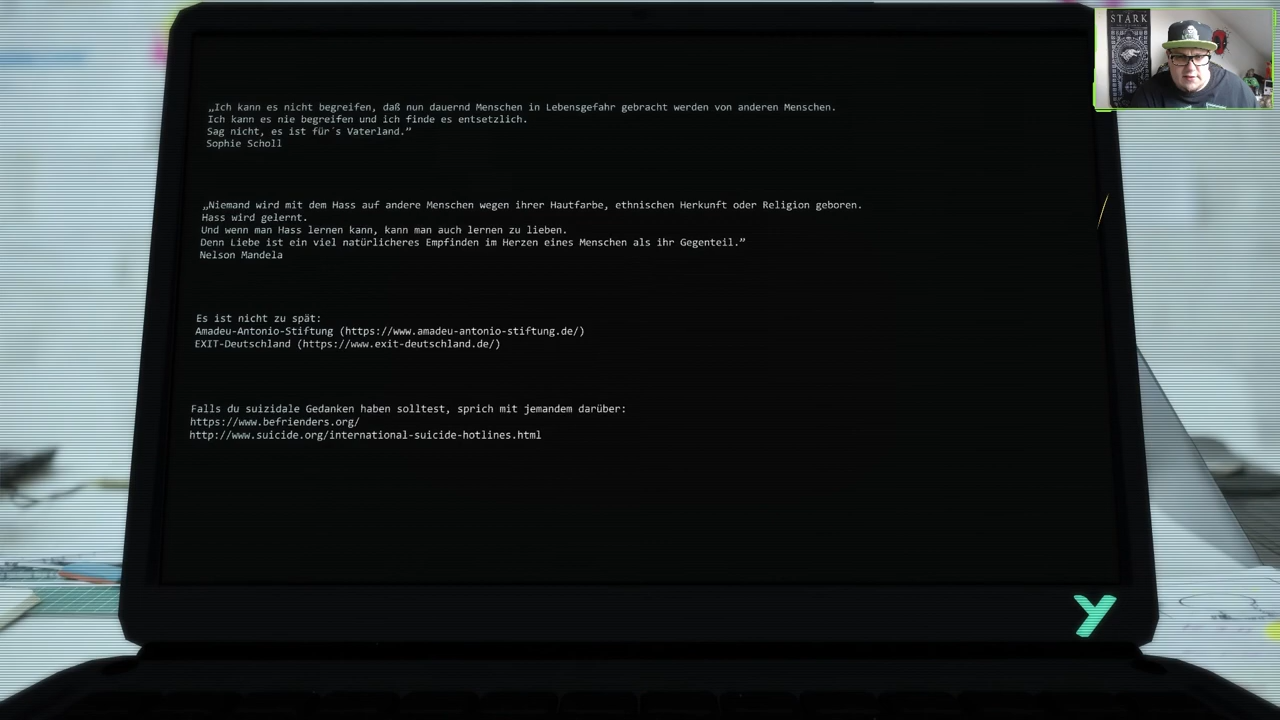 STARK
„Ich kann es nicht begreifen, daß nun dauernd Menschen in Lebensgefahr gebracht werden von anderen Menschen.
Ich kann es nie begreifen und ich finde es entsetzlich.
Sag nicht, es ist für´s Vaterland.”
Sophie Scholl
„Niemand wird mit dem Hass auf andere Menschen wegen ihrer Hautfarbe, ethnischen Herkunft oder Religion geboren.
Hass wird gelernt.
Und wenn man Hass lernen kann, kann man auch lernen zu lieben.
Denn Liebe ist ein viel natürlicheres Empfinden im Herzen eines Menschen als ihr Gegenteil.”
Nelson Mandela
Es ist nicht zu spät:
Amadeu-Antonio-Stiftung (https://www.amadeu-antonio-stiftung.de/)
EXIT-Deutschland (https://www.exit-deutschland.de/)
Falls du suizidale Gedanken haben solltest, sprich mit jemandem darüber:
https://www.befrienders.org/
http://www.suicide.org/international-suicide-hotlines.html
Y